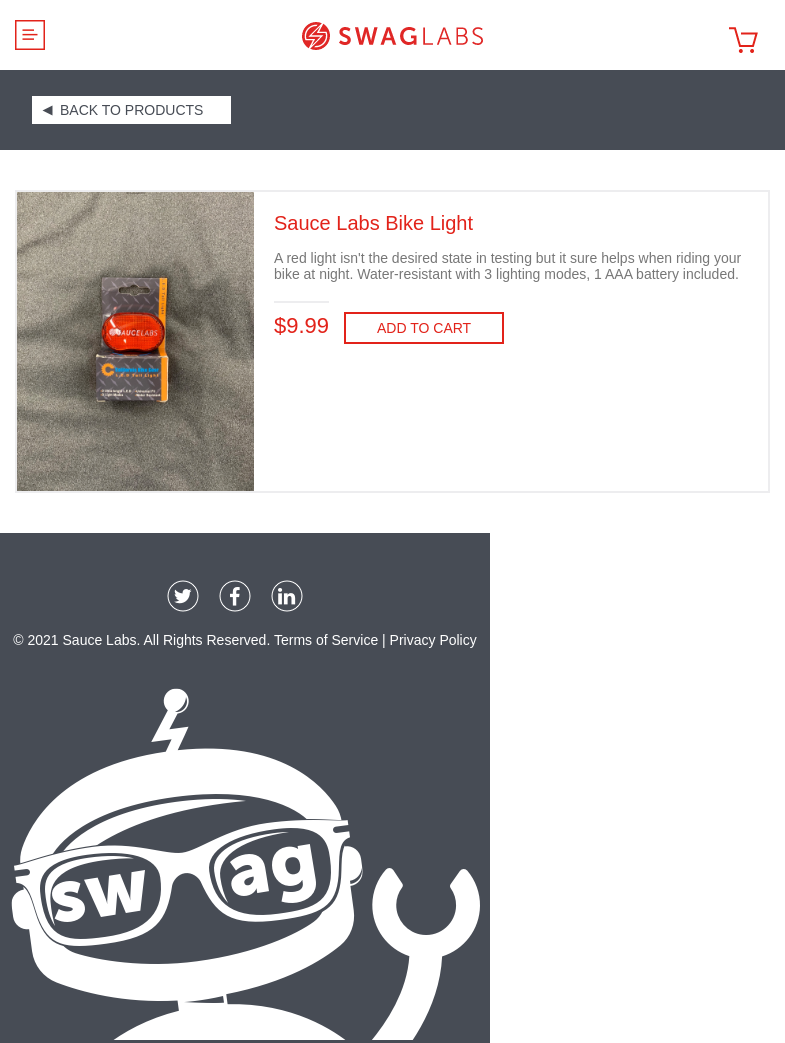 SWAGLABS
◄ BACK TO PRODUCTS
Sauce Labs Bike Light
A red light isn't the desired state in testing but it sure helps when riding your
bike at night. Water-resistant with 3 lighting modes, 1 AAA battery included.
$9.99
ADD TO CART
SAUCELABS
© 2021 Sauce Labs. All Rights Reserved. Terms of Service | Privacy Policy
swag